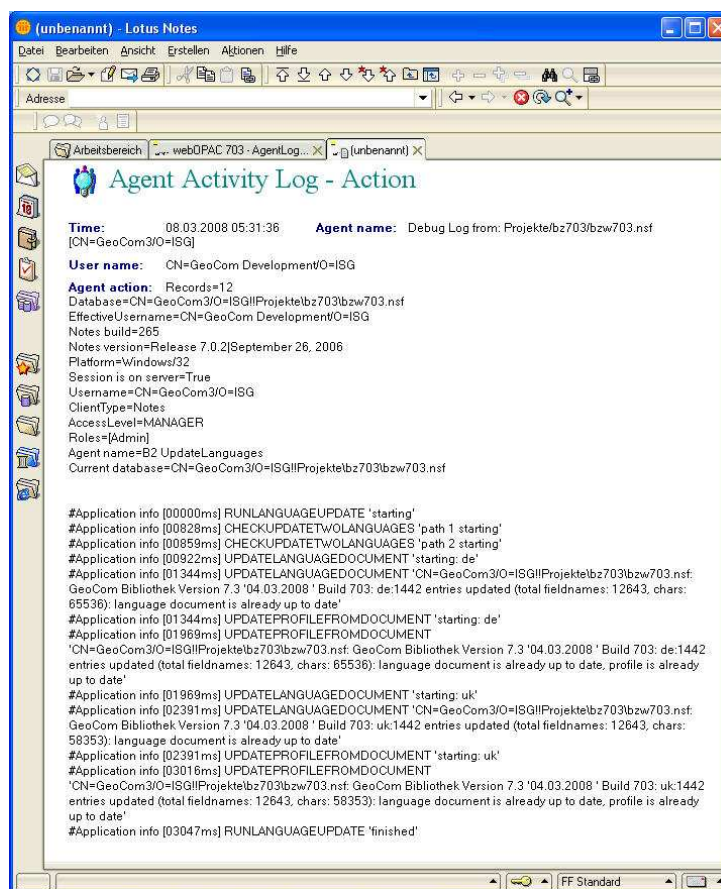 (unbenannt) - Lotus Notes
Datei Bearbeiten Ansicht Erstellen Aktionen Hilfe
Adresse
Arbeitsbereich webOPAC 703 - AgentLog... (unbenannt)
Agent Activity Log - Action
Time: 08.03.2008 05:31:36 Agent name: Debug Log from: Projekte/bz703/bzw703.nsf
[CN=GeoCom3/O=ISG]
User name: CN=GeoCom Development/O=ISG
Agent action: Records=12
Database=CN=GeoCom3/O=ISG!!Projekte\bz703\bzw703.nsf
EffectiveUsername=CN=GeoCom Development/O=ISG
Notes build=265
Notes version=Release 7.0.2|September 26, 2006
Platform=Windows/32
Session is on server=True
Username=CN=GeoCom3/O=ISG
ClientType=Notes
AccessLevel=MANAGER
Roles=[Admin]
Agent name=B2 UpdateLanguages
Current database=CN=GeoCom3/O=ISG!!Projekte\bz703\bzw703.nsf
#Application info [00000ms] RUNLANGUAGEUPDATE 'starting'
#Application info [00828ms] CHECKUPDATETWOLANGUAGES 'path 1 starting'
#Application info [00859ms] CHECKUPDATETWOLANGUAGES 'path 2 starting'
#Application info [00922ms] UPDATELANGUAGEDOCUMENT 'starting: de'
#Application info [01344ms] UPDATELANGUAGEDOCUMENT 'CN=GeoCom3/O=ISG!!Projekte\bz703\bzw703.nsf:
GeoCom Bibliothek Version 7.3 '04.03.2008 ' Build 703: de:1442 entries updated (total fieldnames: 12643, chars:
65536): language document is already up to date'
#Application info [01344ms] UPDATEPROFILEFROMDOCUMENT 'starting: de'
#Application info [01969ms] UPDATEPROFILEFROMDOCUMENT
'CN=GeoCom3/O=ISG!!Projekte\bz703\bzw703.nsf: GeoCom Bibliothek Version 7.3 '04.03.2008 ' Build 703: de:1442
entries updated (total fieldnames: 12643, chars: 65536): language document is already up to date, profile is already
up to date'
#Application info [01969ms] UPDATELANGUAGEDOCUMENT 'starting: uk'
#Application info [02391ms] UPDATELANGUAGEDOCUMENT 'CN=GeoCom3/O=ISG!!Projekte\bz703\bzw703.nsf:
GeoCom Bibliothek Version 7.3 '04.03.2008 ' Build 703: uk:1442 entries updated (total fieldnames: 12643, chars:
58353): language document is already up to date'
#Application info [02391ms] UPDATEPROFILEFROMDOCUMENT 'starting: uk'
#Application info [03016ms] UPDATEPROFILEFROMDOCUMENT
'CN=GeoCom3/O=ISG!!Projekte\bz703\bzw703.nsf: GeoCom Bibliothek Version 7.3 '04.03.2008 ' Build 703: uk:1442
entries updated (total fieldnames: 12643, chars: 58353): language document is already up to date, profile is already
up to date'
#Application info [03047ms] RUNLANGUAGEUPDATE 'finished'
FF Standard